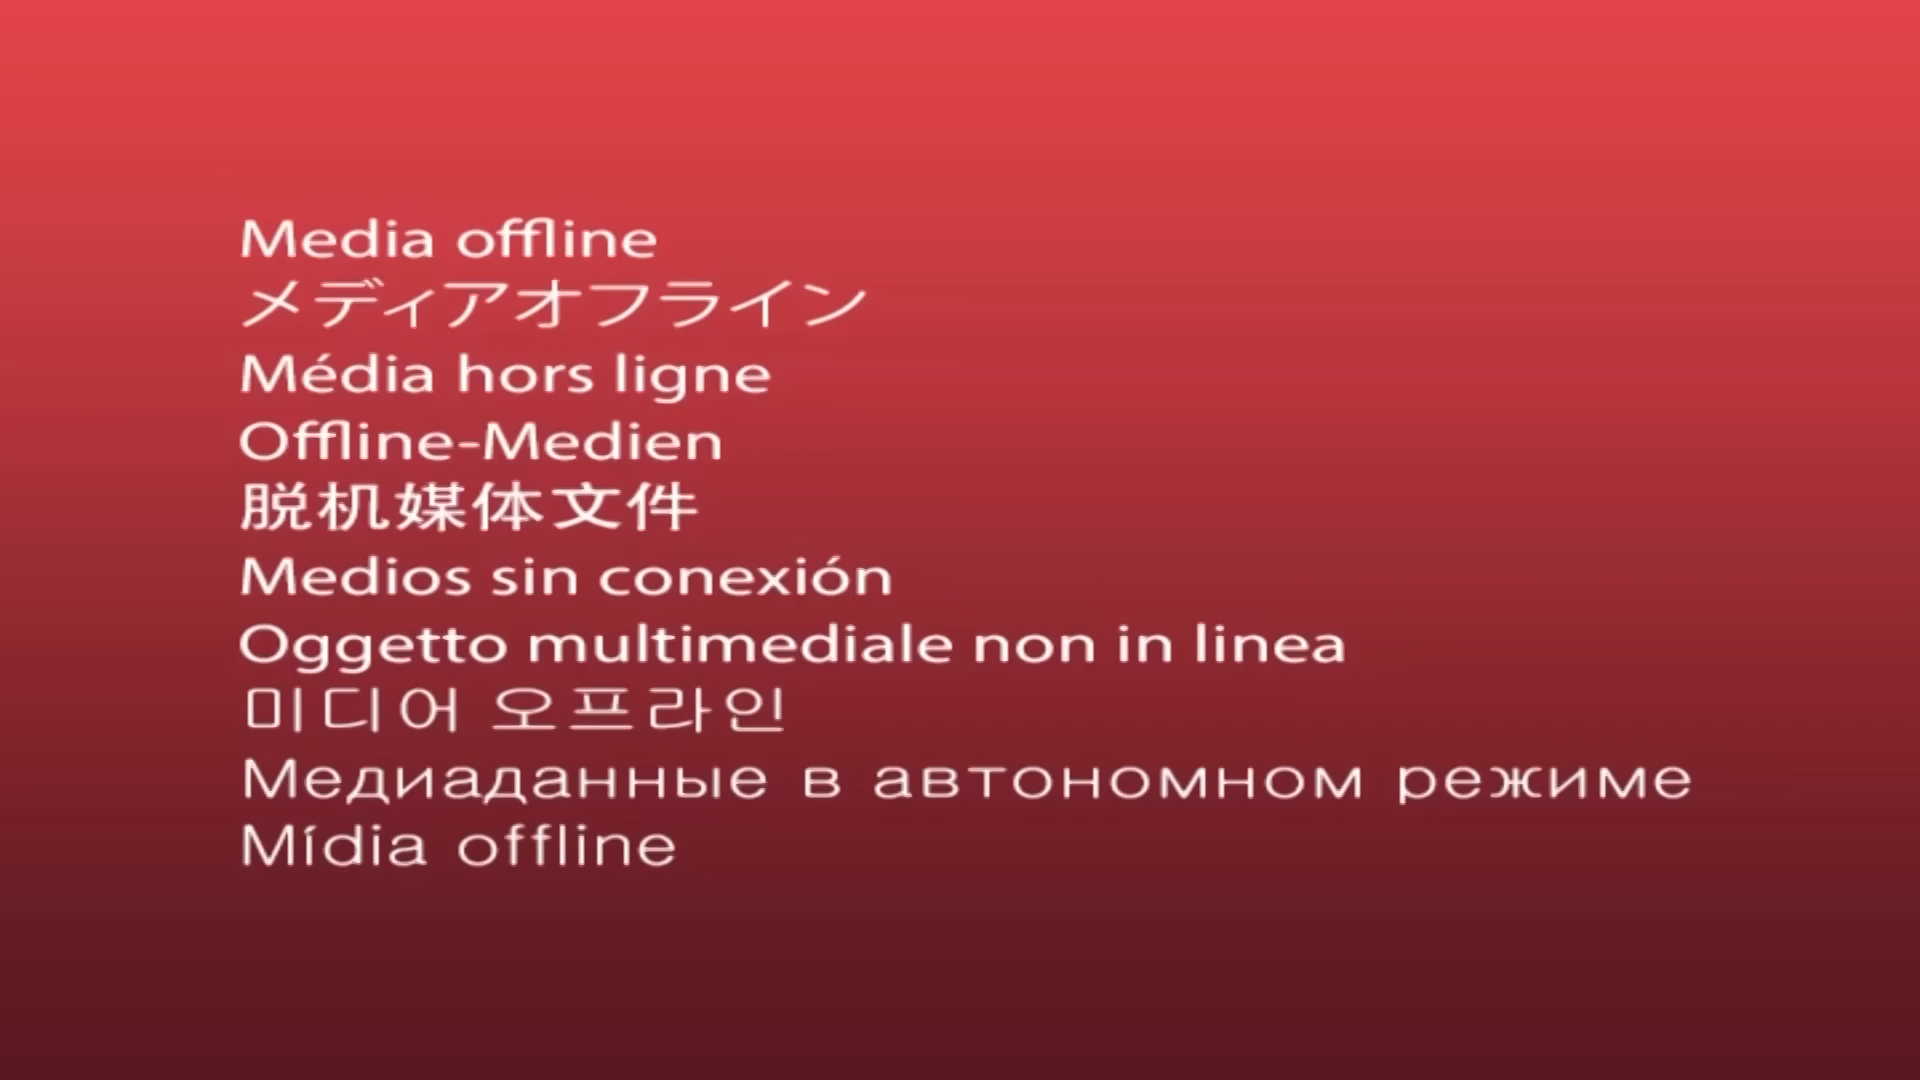 Media offline
メディアオフライン
Média hors ligne
Offline-Medien
脱机媒体文件
Medios sin conexión
Oggetto multimediale non in linea
미디어 오프라인
Медиаданные в автономном режиме
Mídia offline